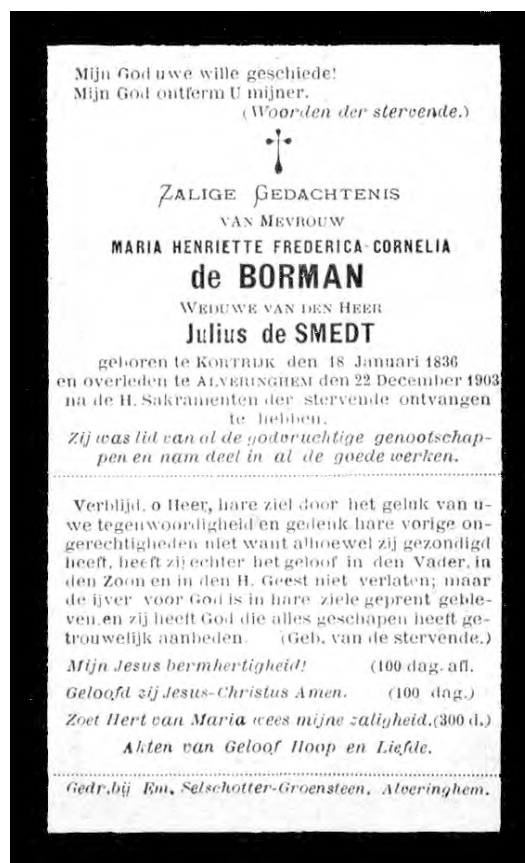 Mijn God uwe wille geschiede!
Mijn God ontferm U mijner.
(Woorden der stervende.)
ZALIGE GEDACHTENIS
VAN MEVROUW
MARIA HENRIETTE FREDERICA-CORNELIA
de BORMAN
WEDUWE VAN DEN HEER
Julius de SMEDT
geboren te KORTRIJK den 18 Januari 1836
en overleden te ALVERINGHEM den 22 December 1903
na de H. Sakramenten der stervende ontvangen
te hebben.
Zij was lid van al de godvruchtige genootschap-
pen en nam deel in al de goede werken.
Verblijd, o Heer, hare ziel door het geluk van u-
we tegenwoordigheid en gedenk hare vorige on-
gerechtigheden niet want alhoewel zij gezondigd
heeft, heeft zij echter het geloof in den Vader, in
den Zoon en in den H. Geest niet verlaten; maar
de ijver voor God is in hare ziele geprent geble-
ven, en zij heeft God die alles geschapen heeft ge-
trouwelijk aanbeden. (Geb. van de stervende.)
Mijn Jesus bermhertigheid! (100 dag. afl.
Geloofd zij Jesus-Christus Amen. (100 dag.)
Zoet Hert van Maria wees mijne zaligheid. (300 d.)
Akten van Geloof Hoop en Liefde.
Gedr. bij Em. Selschotter-Groensteen, Alveringhem.